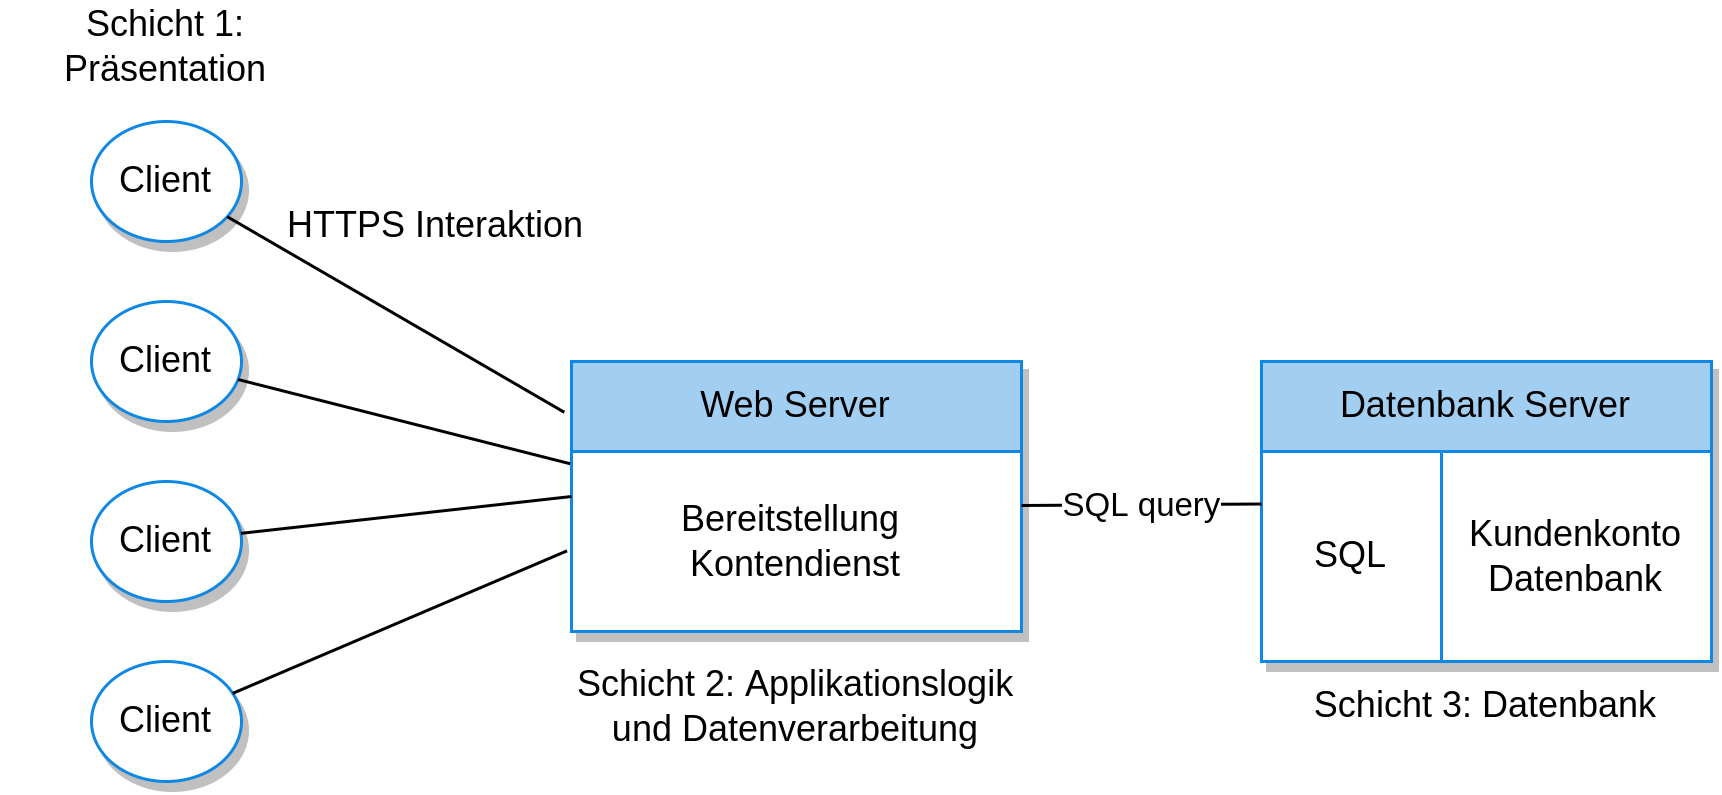 Schicht 1:
Präsentation
Client
HTTPS Interaktion
Client
Client
Client
Web Server
Bereitstellung
Kontendienst
Schicht 2: Applikationslogik
und Datenverarbeitung
SQL query
Datenbank Server
SQL
Kundenkonto
Datenbank
Schicht 3: Datenbank